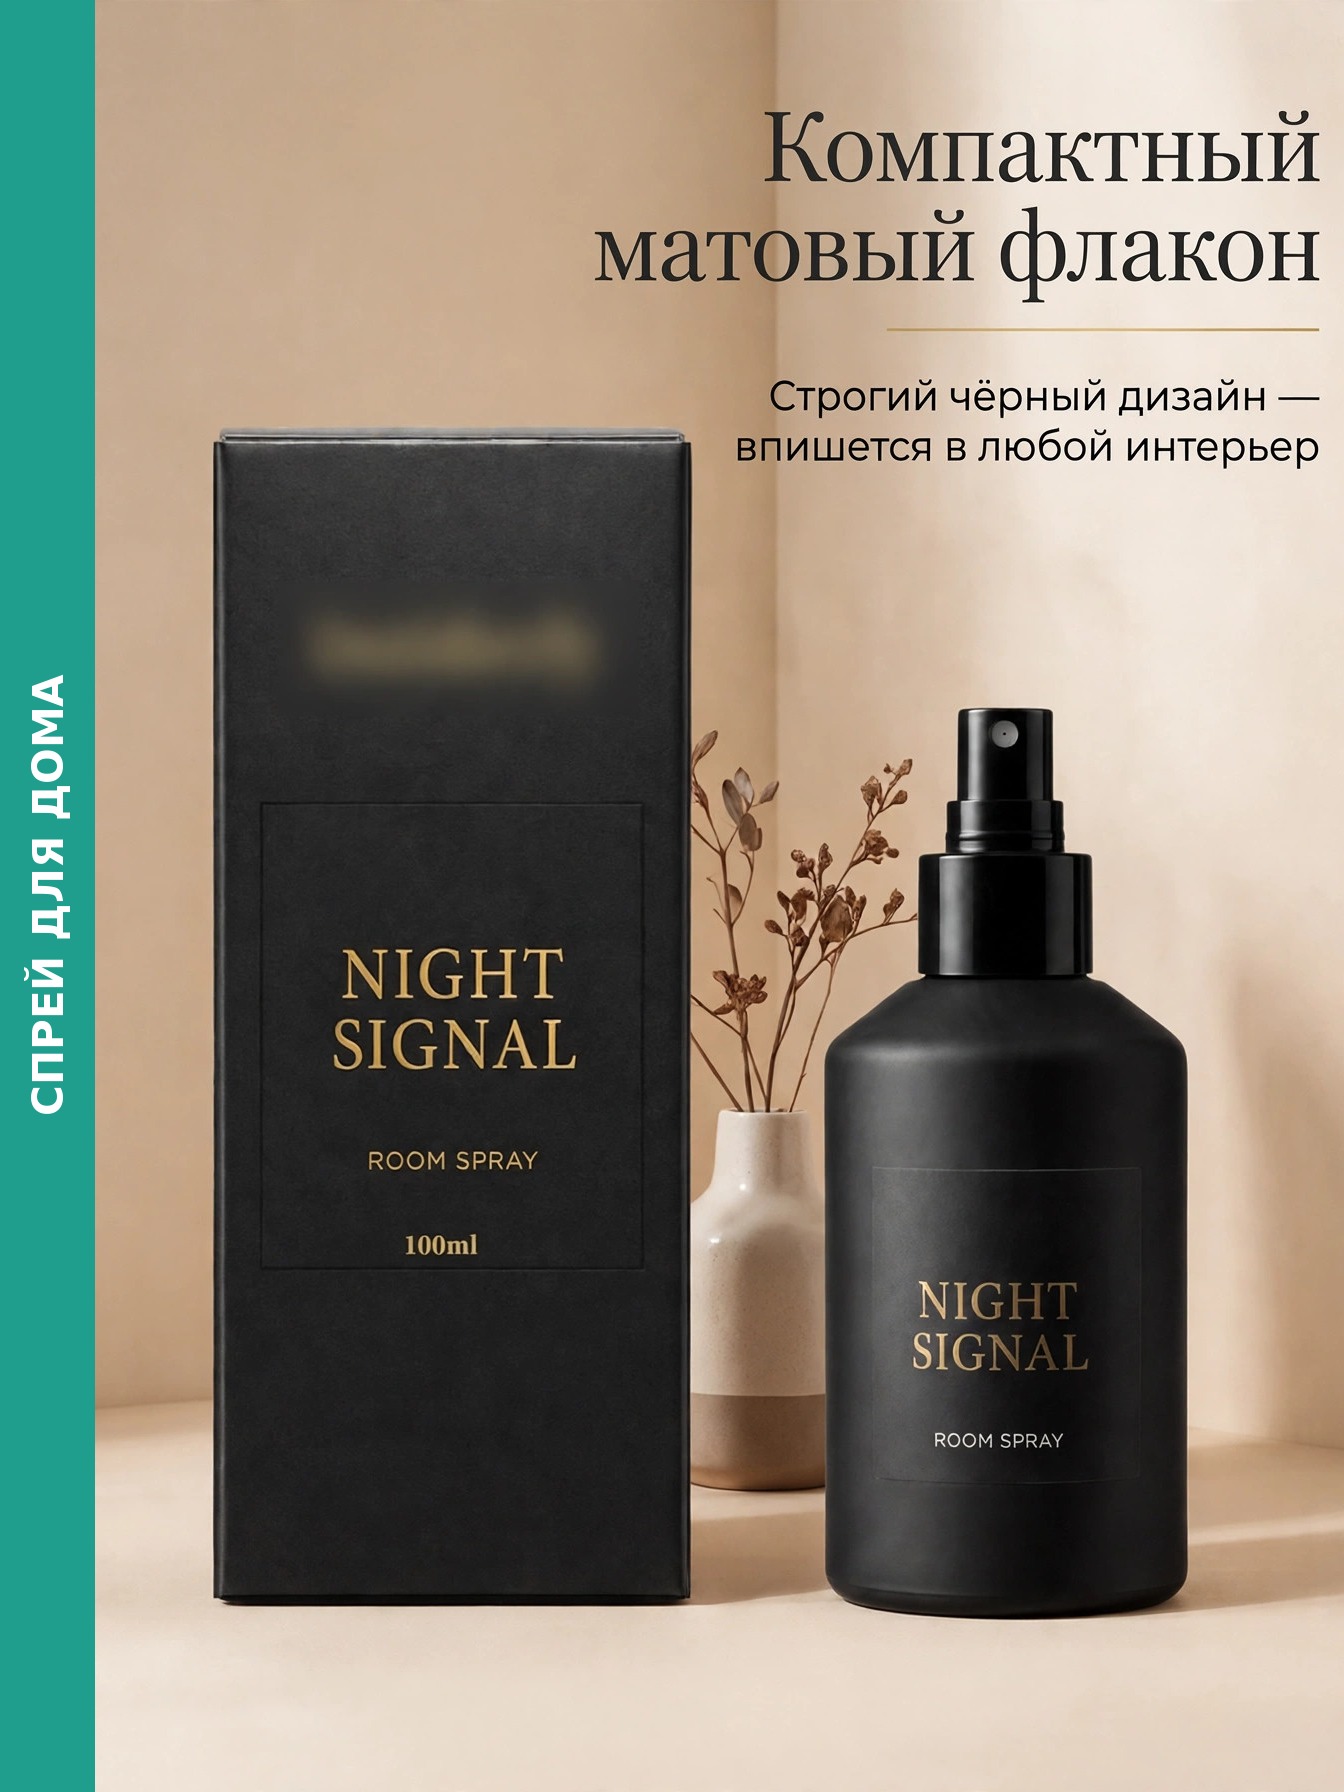 Компактный
матовый флакон
Строгий чёрный дизайн —
впишется в любой интерьер
СПРЕЙ ДЛЯ ДОМА
NIGHT
SIGNAL
ROOM SPRAY
100ml
NIGHT
SIGNAL
ROOM SPRAY